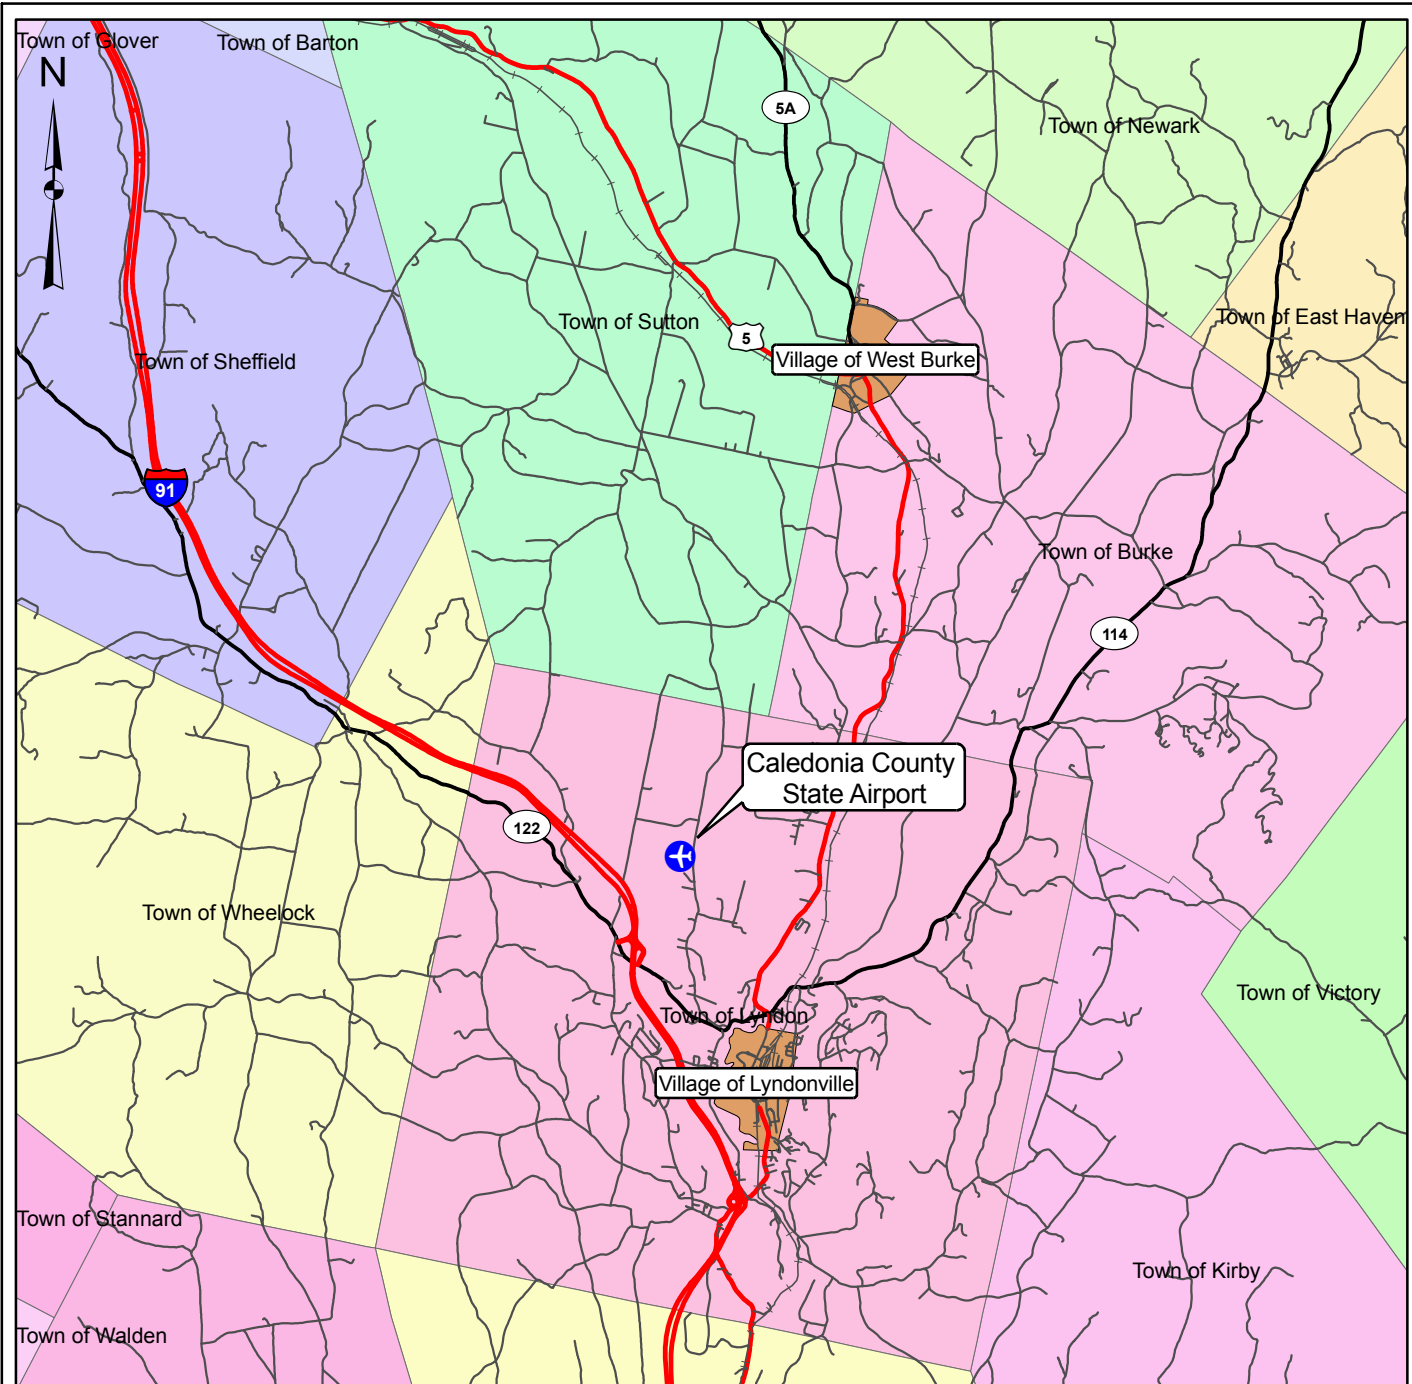 Town of Glover
Town of Barton
N
5A
Town of Newark
Town of East Haven
Town of Sutton
5
Village of West Burke
Town of Sheffield
91
Town of Burke
114
Caledonia County
State Airport
122
Town of Wheelock
Town of Victory
Town of Lyndon
Village of Lyndonville
Town of Stannard
Town of Kirby
Town of Walden